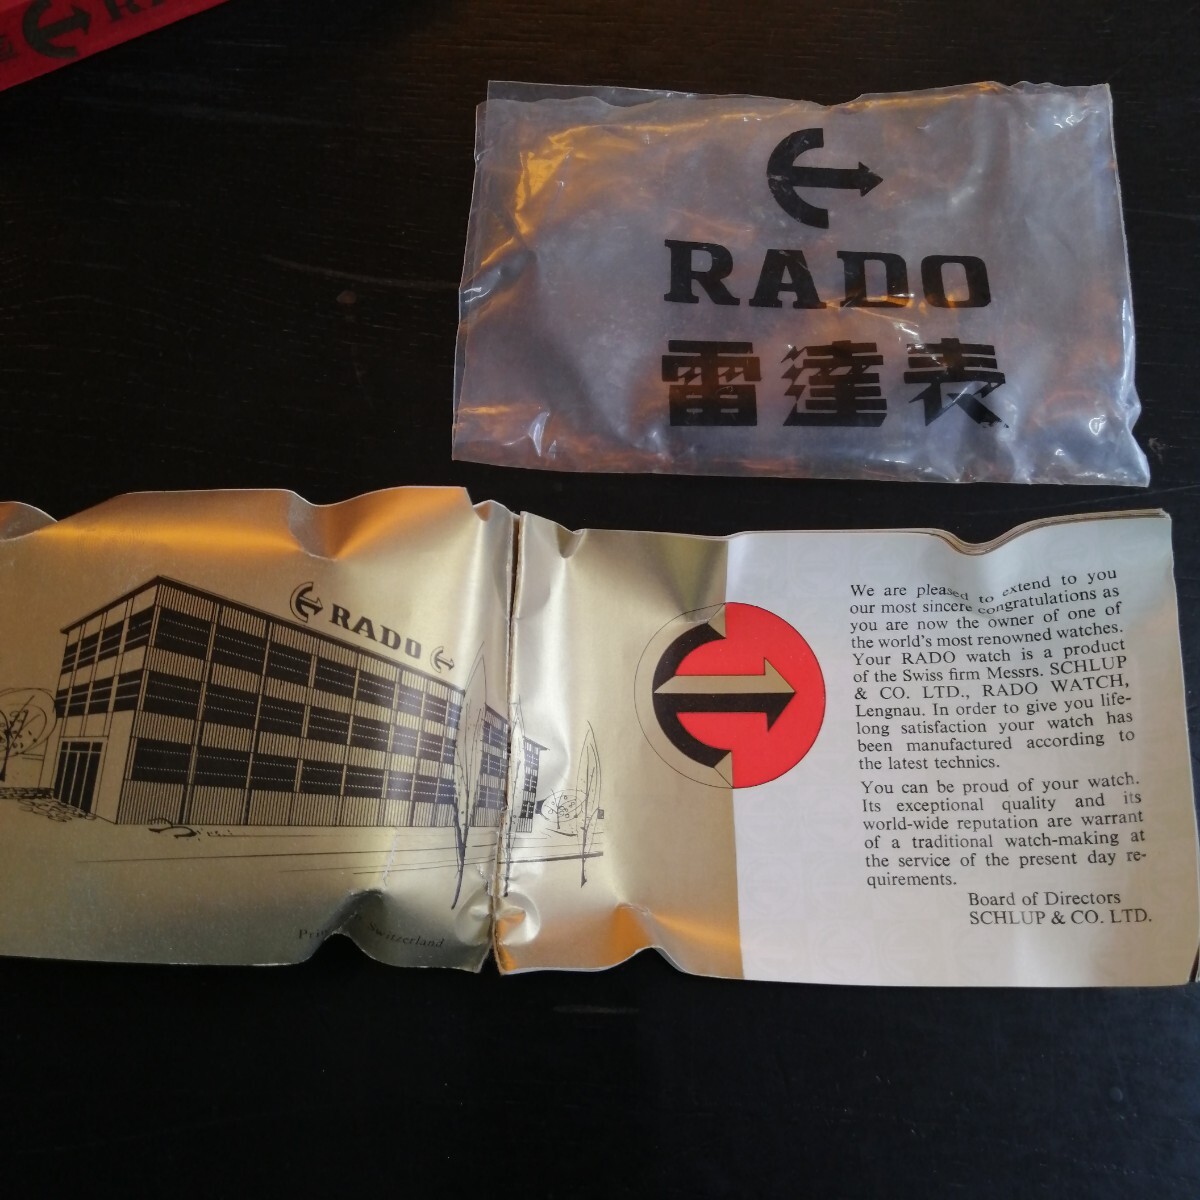 RADO
雷達表
RADO
Switzerland
We are pleased to extend to you
our most sincere congratulations as
you are now the owner of one of
the world's most renowned watches.
Your RADO watch is a product
of the Swiss firm Messrs. SCHLUP
& CO. LTD., RADO WATCH,
Lengnau. In order to give you life-
long satisfaction your watch has
been manufactured according to
the latest technics.
You can be proud of your watch.
Its exceptional quality and its
world-wide reputation are warrant
of a traditional watch-making at
the service of the present day re-
quirements.
Board of Directors
SCHLUP & CO. LTD.